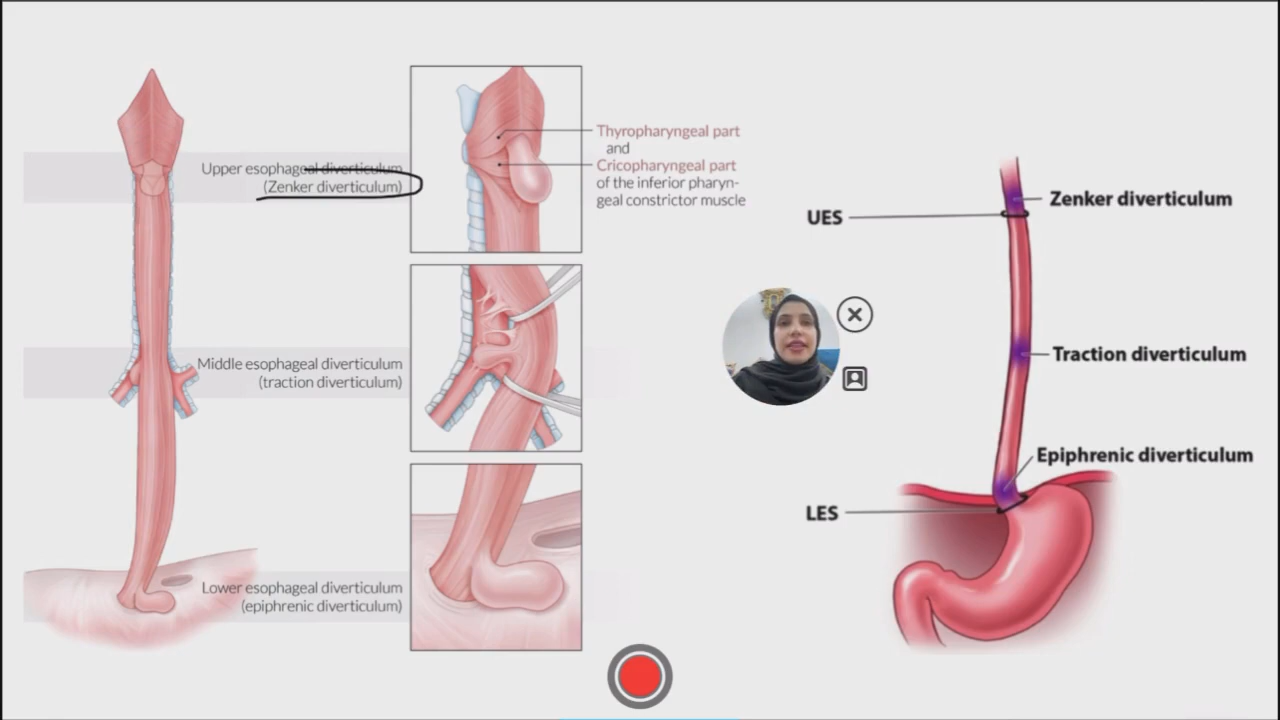 Upper esophageal diverticulum
(Zenker diverticulum)
Thyropharyngeal part
and
Cricopharyngeal part
of the inferior pharyn-
geal constrictor muscle
Middle esophageal diverticulum
(traction diverticulum)
Lower esophageal diverticulum
(epiphrenic diverticulum)
UES
Zenker diverticulum
Traction diverticulum
Epiphrenic diverticulum
LES